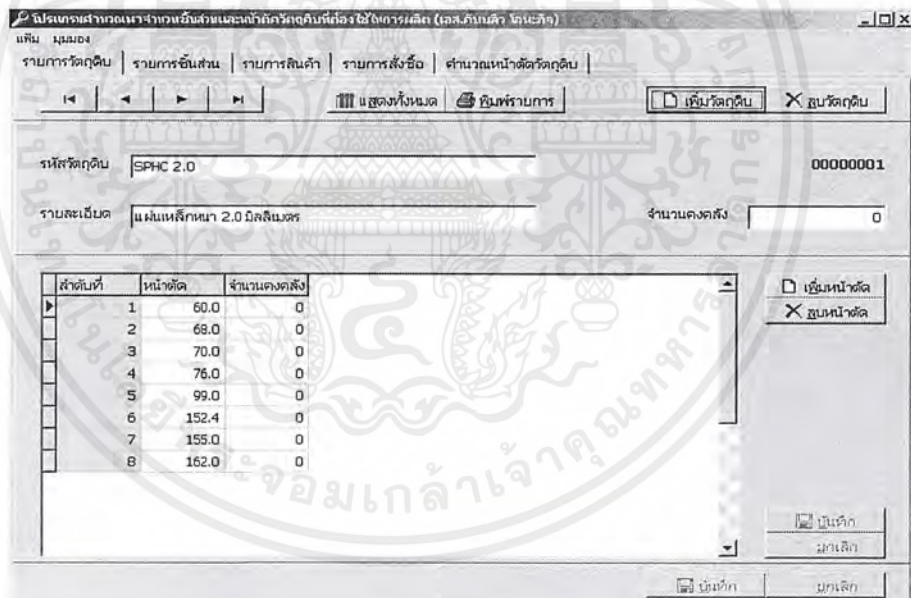 โปรแกรมคำนวณหาจำนวนชิ้นส่วนและหน้าตัดวัตถุดิบที่ต้องใช้ในการผลิต (เอส.ดับบลิว โลหะกิจ)
แฟ้ม มุมมอง
รายการวัตถุดิบ รายการชิ้นส่วน รายการสินค้า รายการสั่งซื้อ คำนวณหน้าตัดวัตถุดิบ
แสดงทั้งหมด พิมพ์รายการ เพิ่มวัตถุดิบ ลบวัตถุดิบ
รหัสวัตถุดิบ SPHC 2.0 00000001
รายละเอียด แผ่นเหล็กหนา 2.0 มิลลิเมตร จำนวนคงคลัง 0
ลำดับที่ หน้าตัด จำนวนคงคลัง เพิ่มหน้าตัด
1 60.0 0 ลบหน้าตัด
2 68.0 0
3 70.0 0
4 76.0 0
5 99.0 0
6 152.4 0
7 155.0 0
8 162.0 0
บันทึก
ยกเลิก
บันทึก ยกเลิก